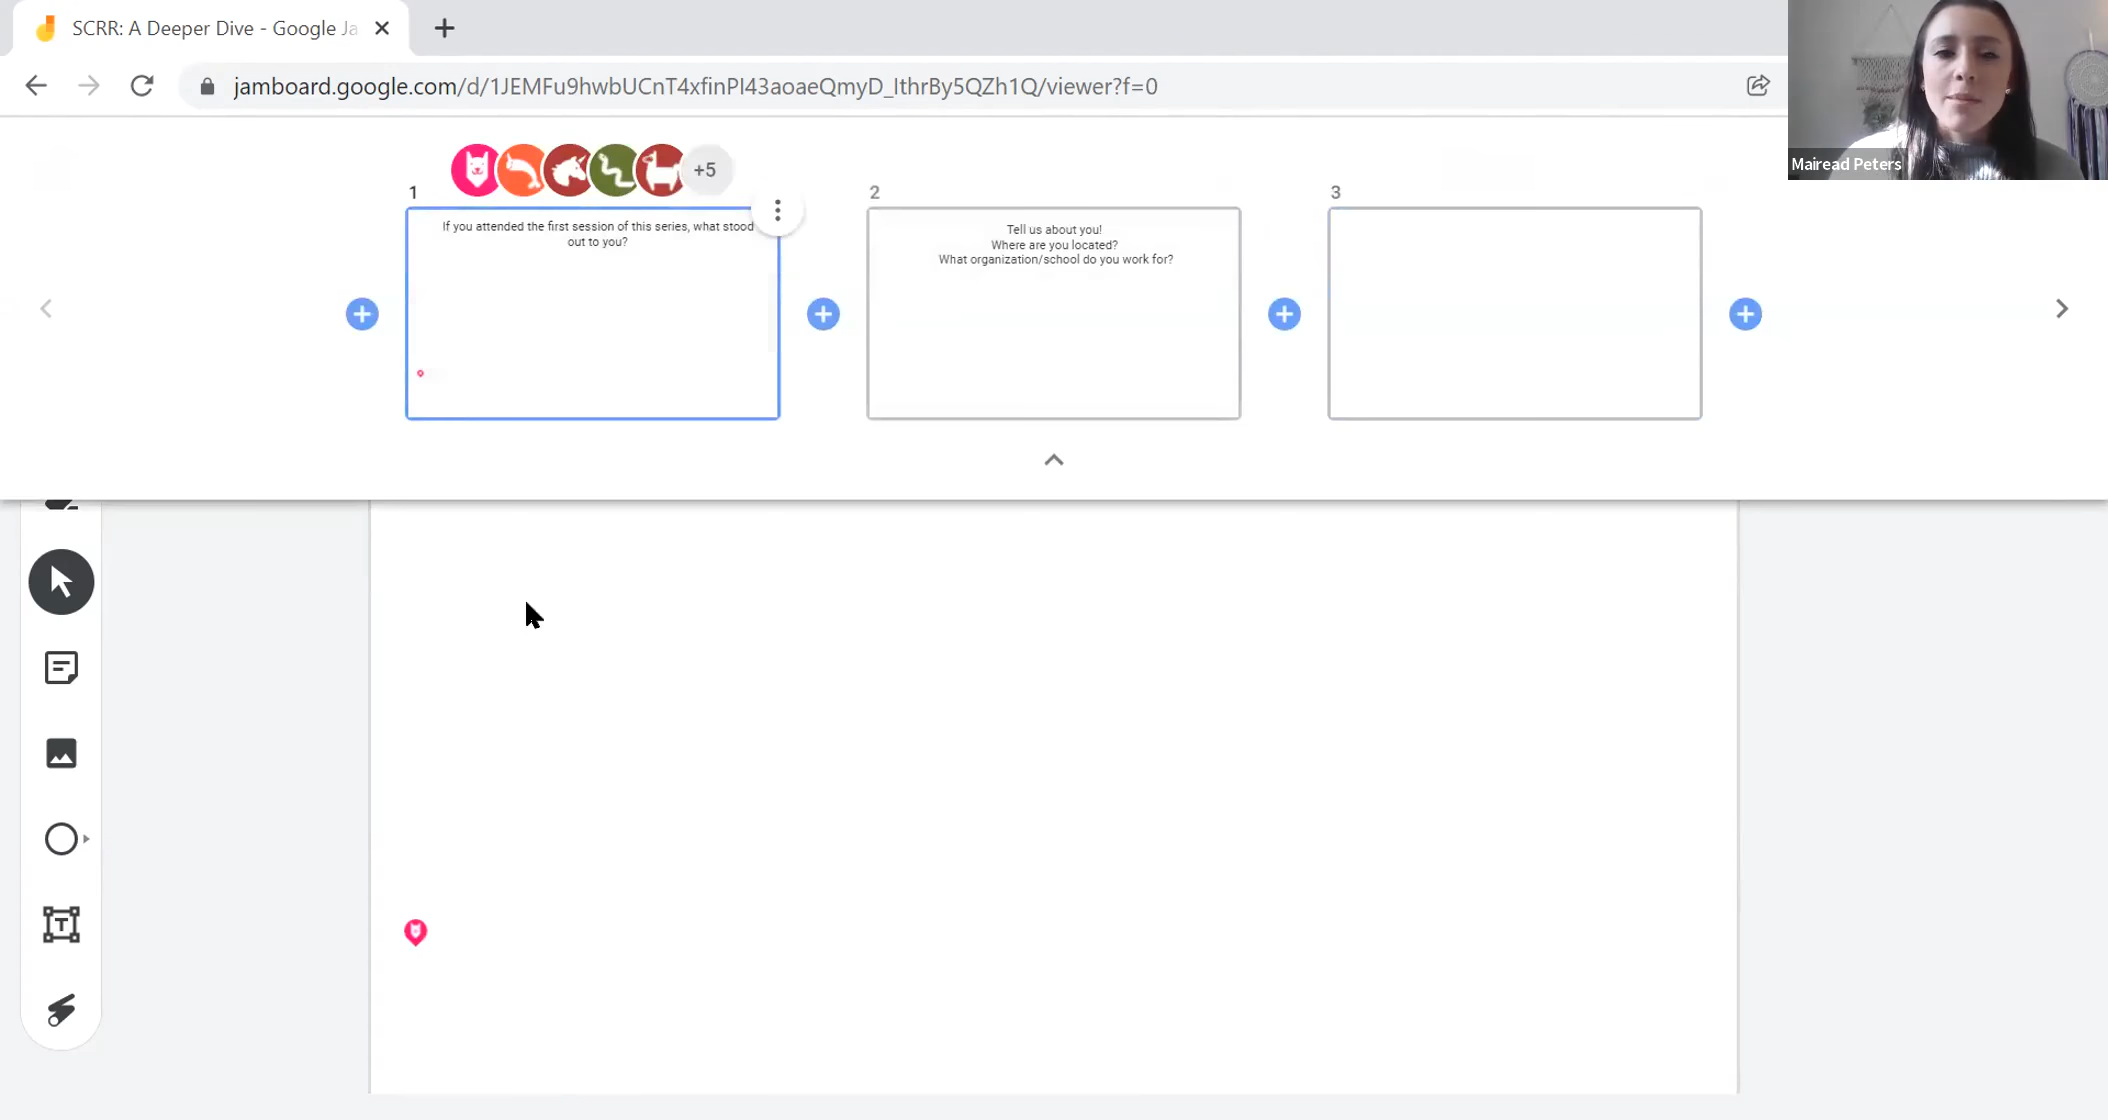 SCRR: A Deeper Dive - Google Ja
jamboard.google.com/d/1JEMFu9hwbUCnT4xfinPI43aoaeQmyD_IthrBy5QZh1Q/viewer?f=0
Mairead Peters
+5
1
2
3
If you attended the first session of this series, what stood
out to you?
Tell us about you!
Where are you located?
What organization/school do you work for?
T